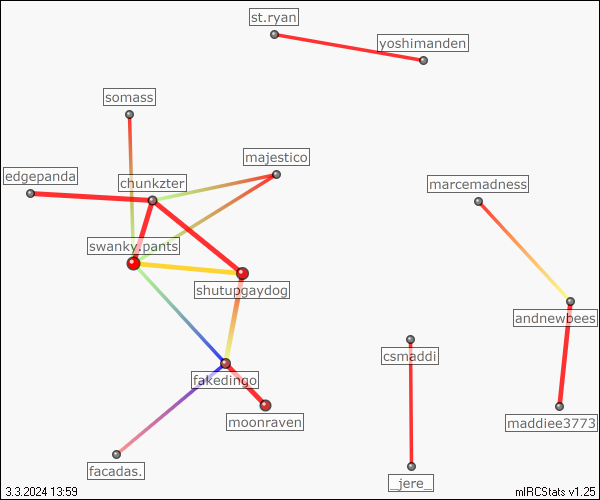 st.ryan
yoshimanden
somass
majestico
edgepanda
chunkzter
marcemadness
swanky.pants
shutupgaydog
andnewbees
csmaddi
fakedingo
moonraven
maddiee3773
facadas.
_jere_
3.3.2024 13:59
mIRCStats v1.25